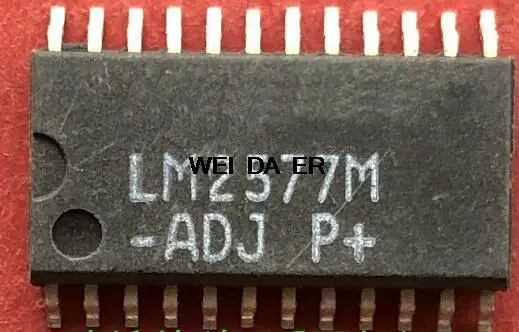 LM2577M
WEI DA ER
-ADJ P+